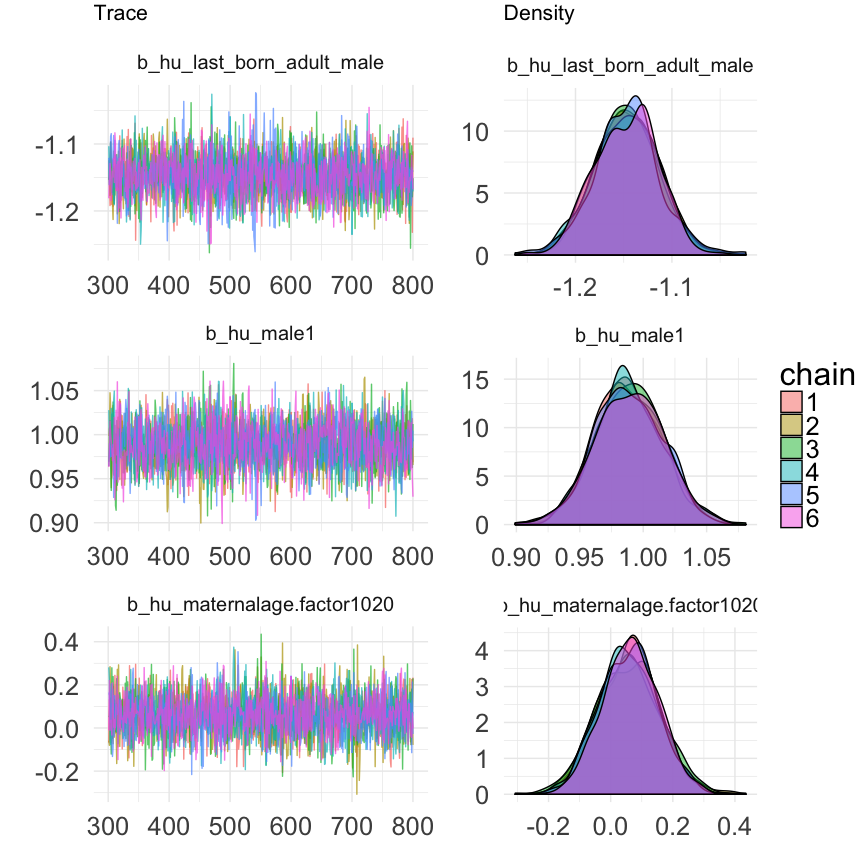 Trace
Density
b_hu_last_born_adult_male
b_hu_last_born_adult_male
-1.1
-1.2
300 400 500 600 700 800
10
5
0
-1.2 -1.1
b_hu_male1
b_hu_male1
1.05
1.00
0.95
0.90
300 400 500 600 700 800
15
10
5
0
0.90 0.95 1.00 1.05
chain
1
2
3
4
5
6
b_hu_maternalage.factor1020
b_hu_maternalage.factor1020
0.4
0.2
0.0
-0.2
300 400 500 600 700 800
4
3
2
1
0
-0.2 0.0 0.2 0.4